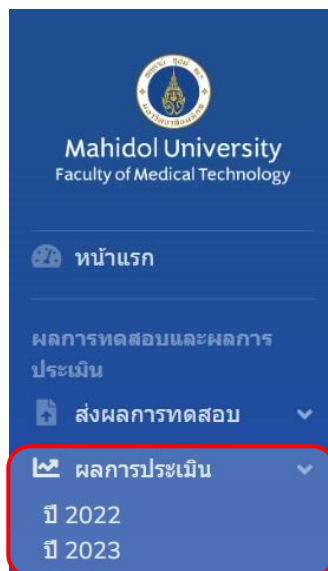 Mahidol University
Faculty of Medical Technology
หน้าแรก
ผลการทดสอบและผลการ
ประเมิน
ส่งผลการทดสอบ
ผลการประเมิน
ปี 2022
ปี 2023